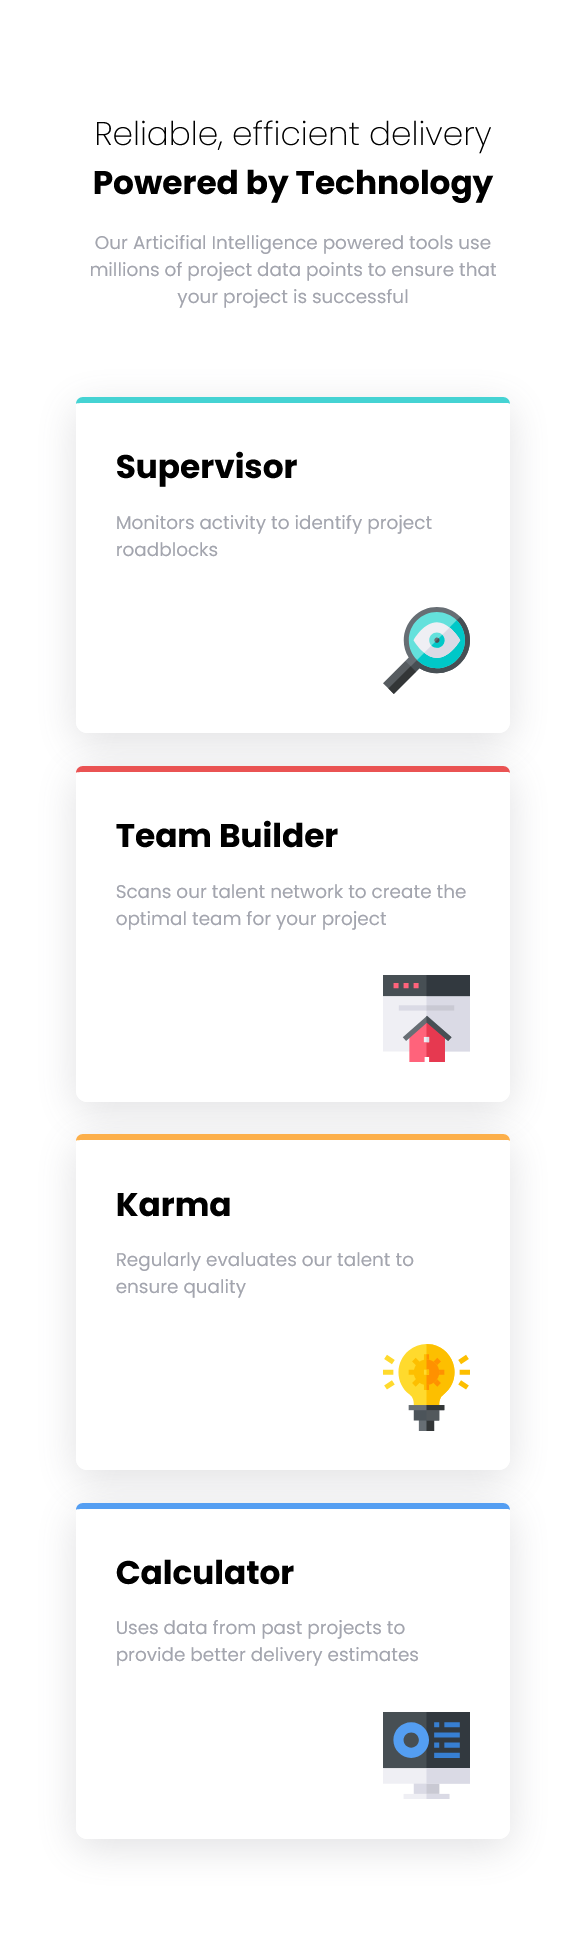 Reliable, efficient delivery
Powered by Technology
Our Articifial Intelligence powered tools use
millions of project data points to ensure that
your project is successful
Supervisor
Monitors activity to identify project
roadblocks
Team Builder
Scans our talent network to create the
optimal team for your project
Karma
Regularly evaluates our talent to
ensure quality
Calculator
Uses data from past projects to
provide better delivery estimates